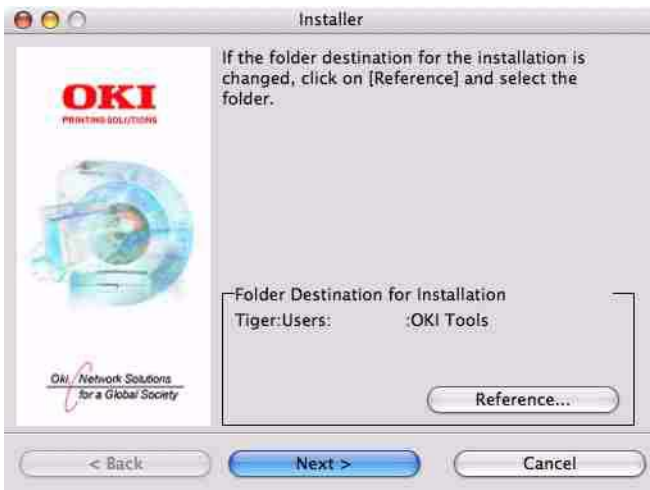 Installer
OKI
PRINTING SOLUTIONS
If the folder destination for the installation is
changed, click on [Reference] and select the
folder.
Folder Destination for Installation
Tiger:Users: :OKI Tools
Reference...
Oki Network Solutions
for a Global Society
< Back
Next >
Cancel